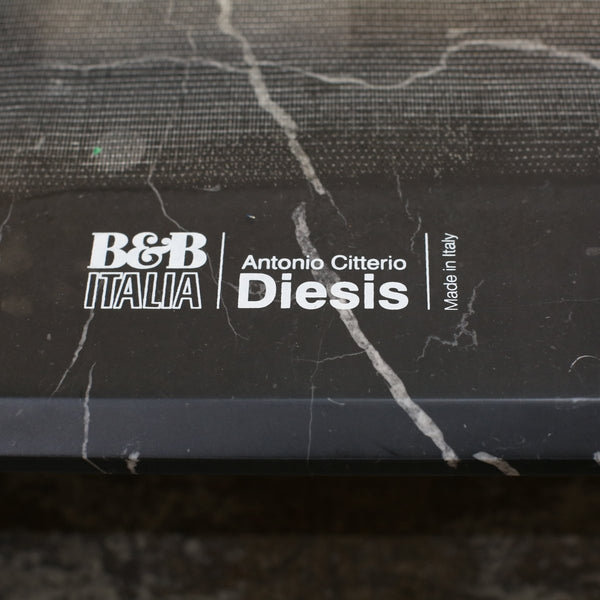 B&B
ITALIA
Antonio Citterio
Diesis
Made in Italy